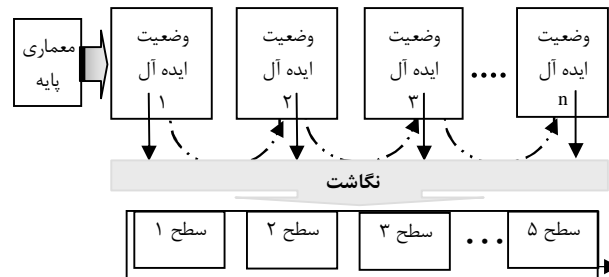 معماری
پایه
وضعیت
ایده آل
۱
وضعیت
ایده آل
۲
وضعیت
ایده آل
۳
....
وضعیت
ایده آل
n
نگاشت
سطح ۱
سطح ۲
سطح ۳
...
سطح ۵